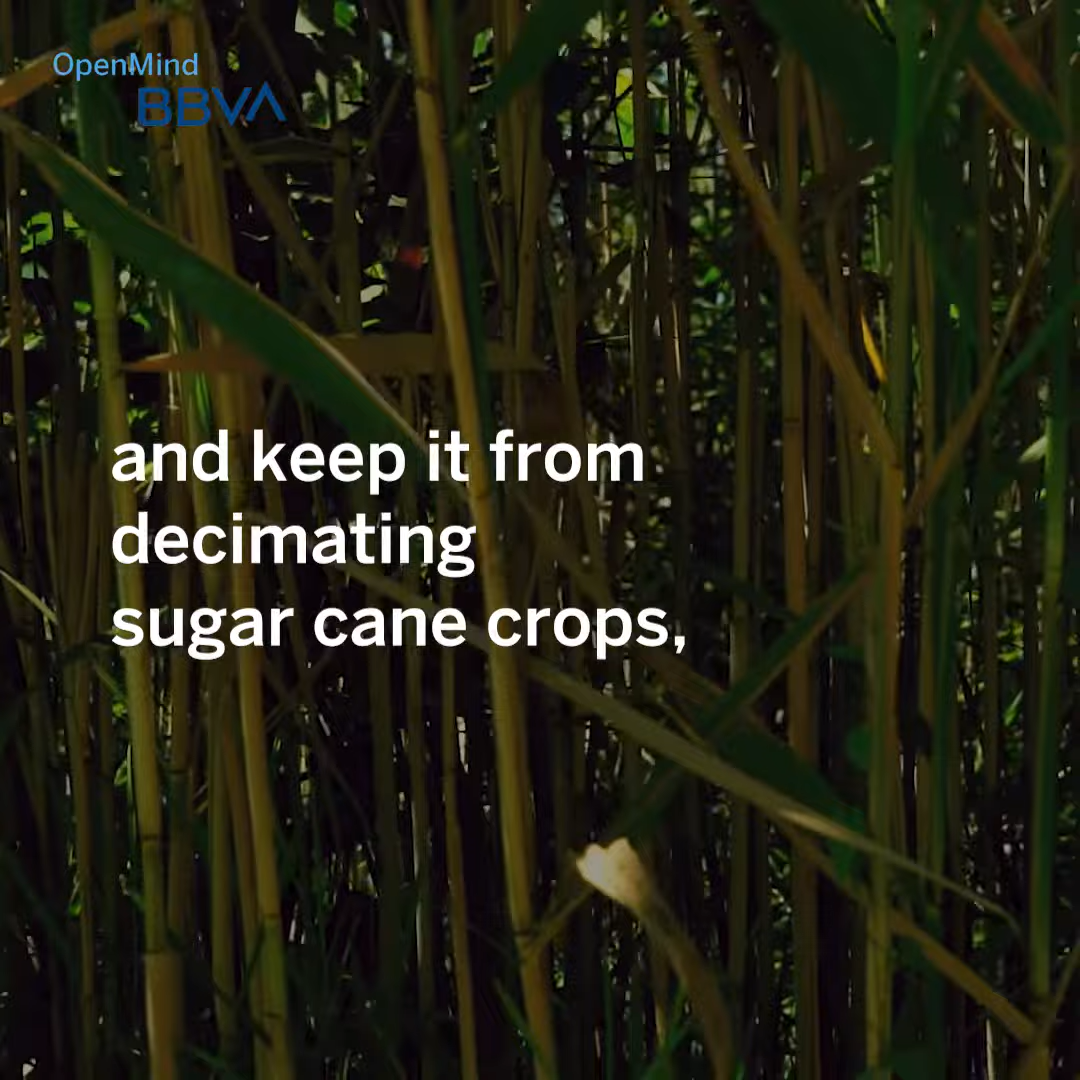 OpenMind
BBVA
and keep it from
decimating
sugar cane crops,